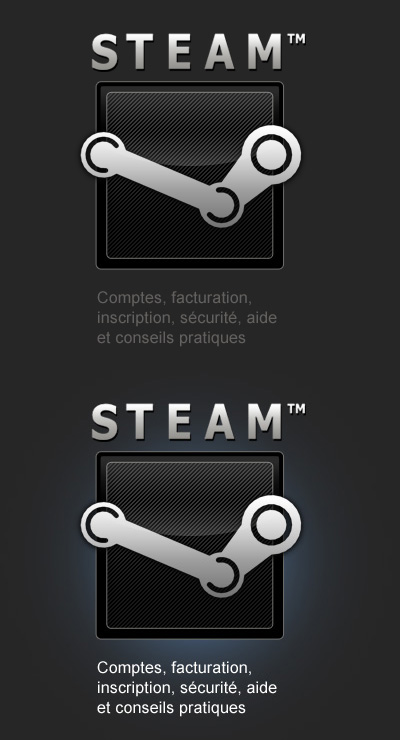 STEAM™
Comptes, facturation,
inscription, sécurité, aide
et conseils pratiques
STEAM™
Comptes, facturation,
inscription, sécurité, aide
et conseils pratiques